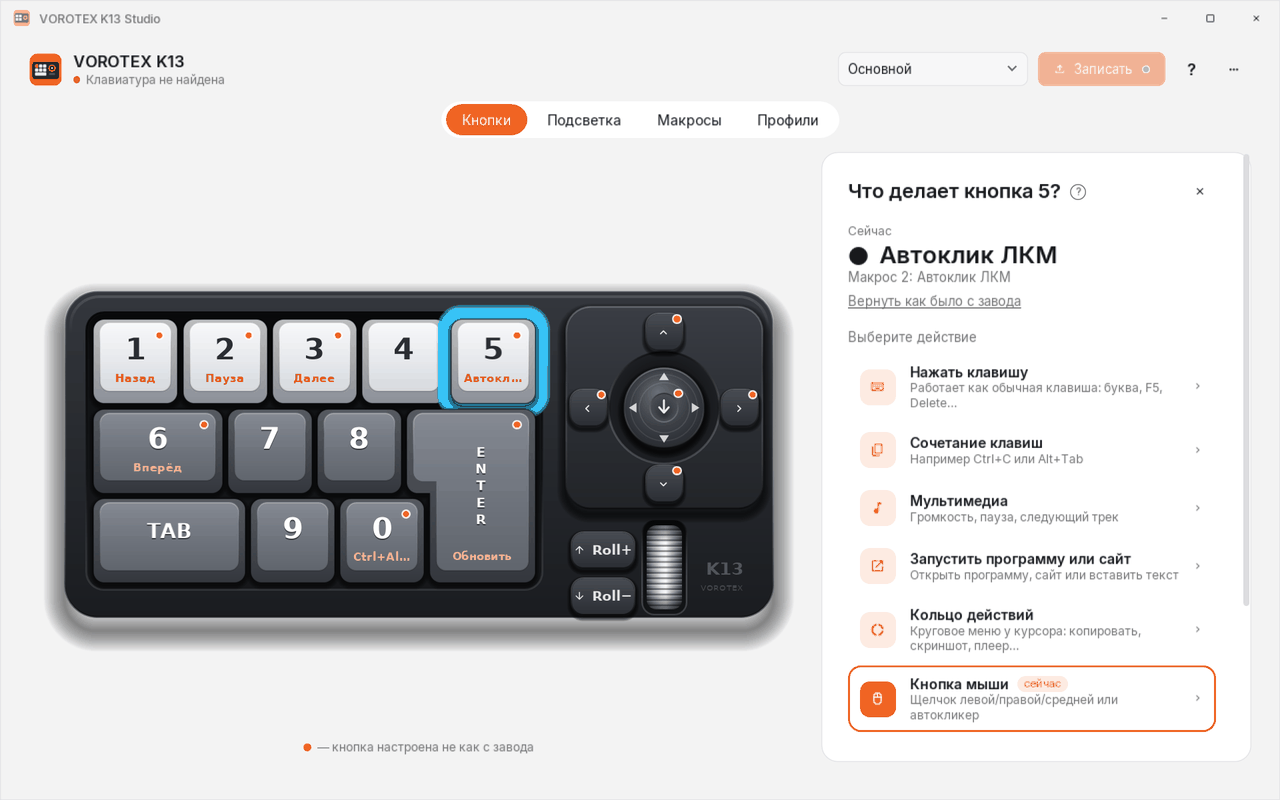 VOROTEX K13 Studio
VOROTEX K13
Клавиатура не найдена
Основной
Записать
?
Кнопки
Подсветка
Макросы
Профили
1
Назад
2
Пауза
3
Далее
4
5
Автокл...
6
Вперёд
7
8
ENTER
Обновить
TAB
9
0
Ctrl+Al...
Roll+
Roll−
K13
VOROTEX
— кнопка настроена не как с завода
Что делает кнопка 5?
?
Сейчас
Автоклик ЛКМ
Макрос 2: Автоклик ЛКМ
Вернуть как было с завода
Выберите действие
Нажать клавишу
Работает как обычная клавиша: буква, F5,
Delete...
Сочетание клавиш
Например Ctrl+C или Alt+Tab
Мультимедиа
Громкость, пауза, следующий трек
Запустить программу или сайт
Открыть программу, сайт или вставить текст
Кольцо действий
Круговое меню у курсора: копировать,
скриншот, плеер...
Кнопка мыши сейчас
Щелчок левой/правой/средней или
автокликер